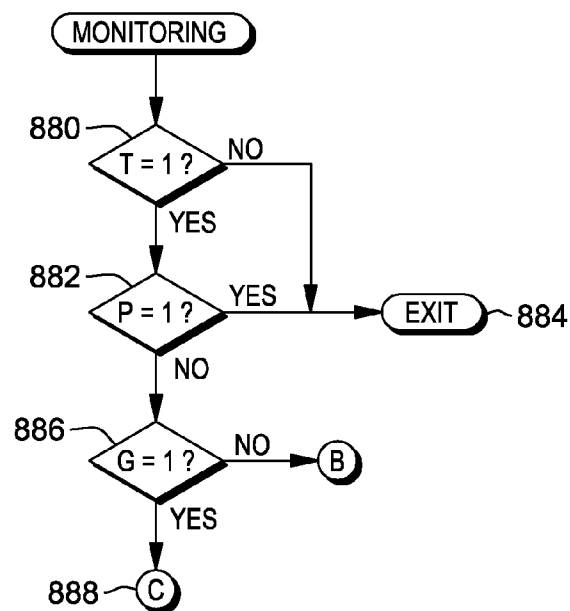 MONITORING
880
T = 1 ?
NO
YES
882
P = 1 ?
YES
EXIT
884
NO
886
G = 1 ?
NO
B
YES
888
C